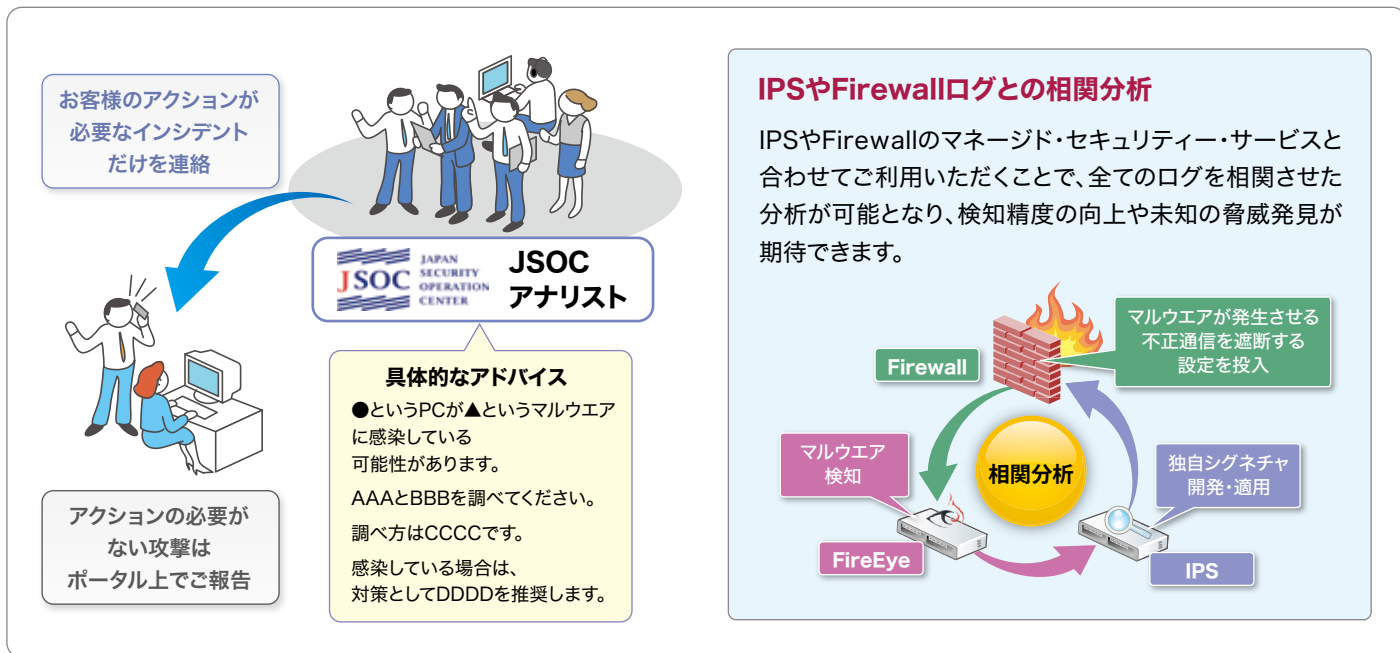 お客様のアクションが
必要なインシデント
だけを連絡
JSOC
JAPAN
SECURITY
OPERATION
CENTER
JSOC
アナリスト
具体的なアドバイス
●というPCが▲というマルウエア
に感染している
可能性があります。
AAAとBBBを調べてください。
調べ方はCCCCです。
感染している場合は、
対策としてDDDDを推奨します。
アクションの必要が
ない攻撃は
ポータル上でご報告
IPSやFirewallログとの相関分析
IPSやFirewallのマネージド・セキュリティー・サービスと
合わせてご利用いただくことで、全てのログを相関させた
分析が可能となり、検知精度の向上や未知の脅威発見が
期待できます。
マルウエアが発生させる
不正通信を遮断する
設定を投入
Firewall
マルウエア
検知
相関分析
独自シグネチャ
開発・適用
FireEye
IPS